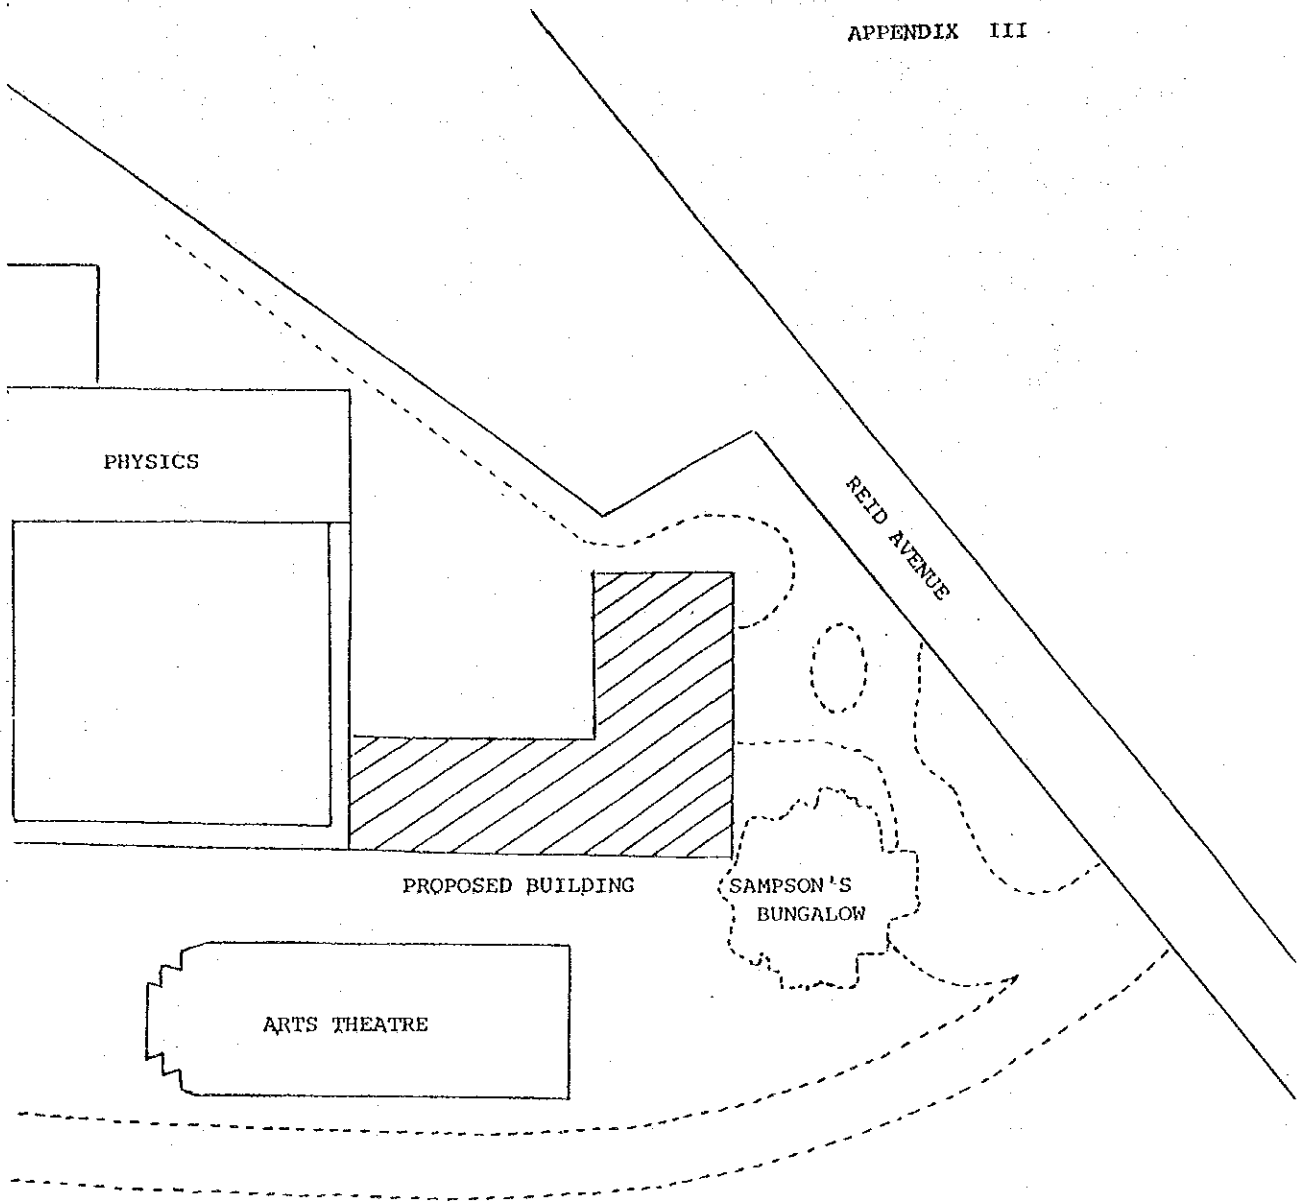 APPENDIX III
PHYSICS
REID AVENUE
PROPOSED BUILDING
SAMPSON'S
BUNGALOW
ARTS THEATRE